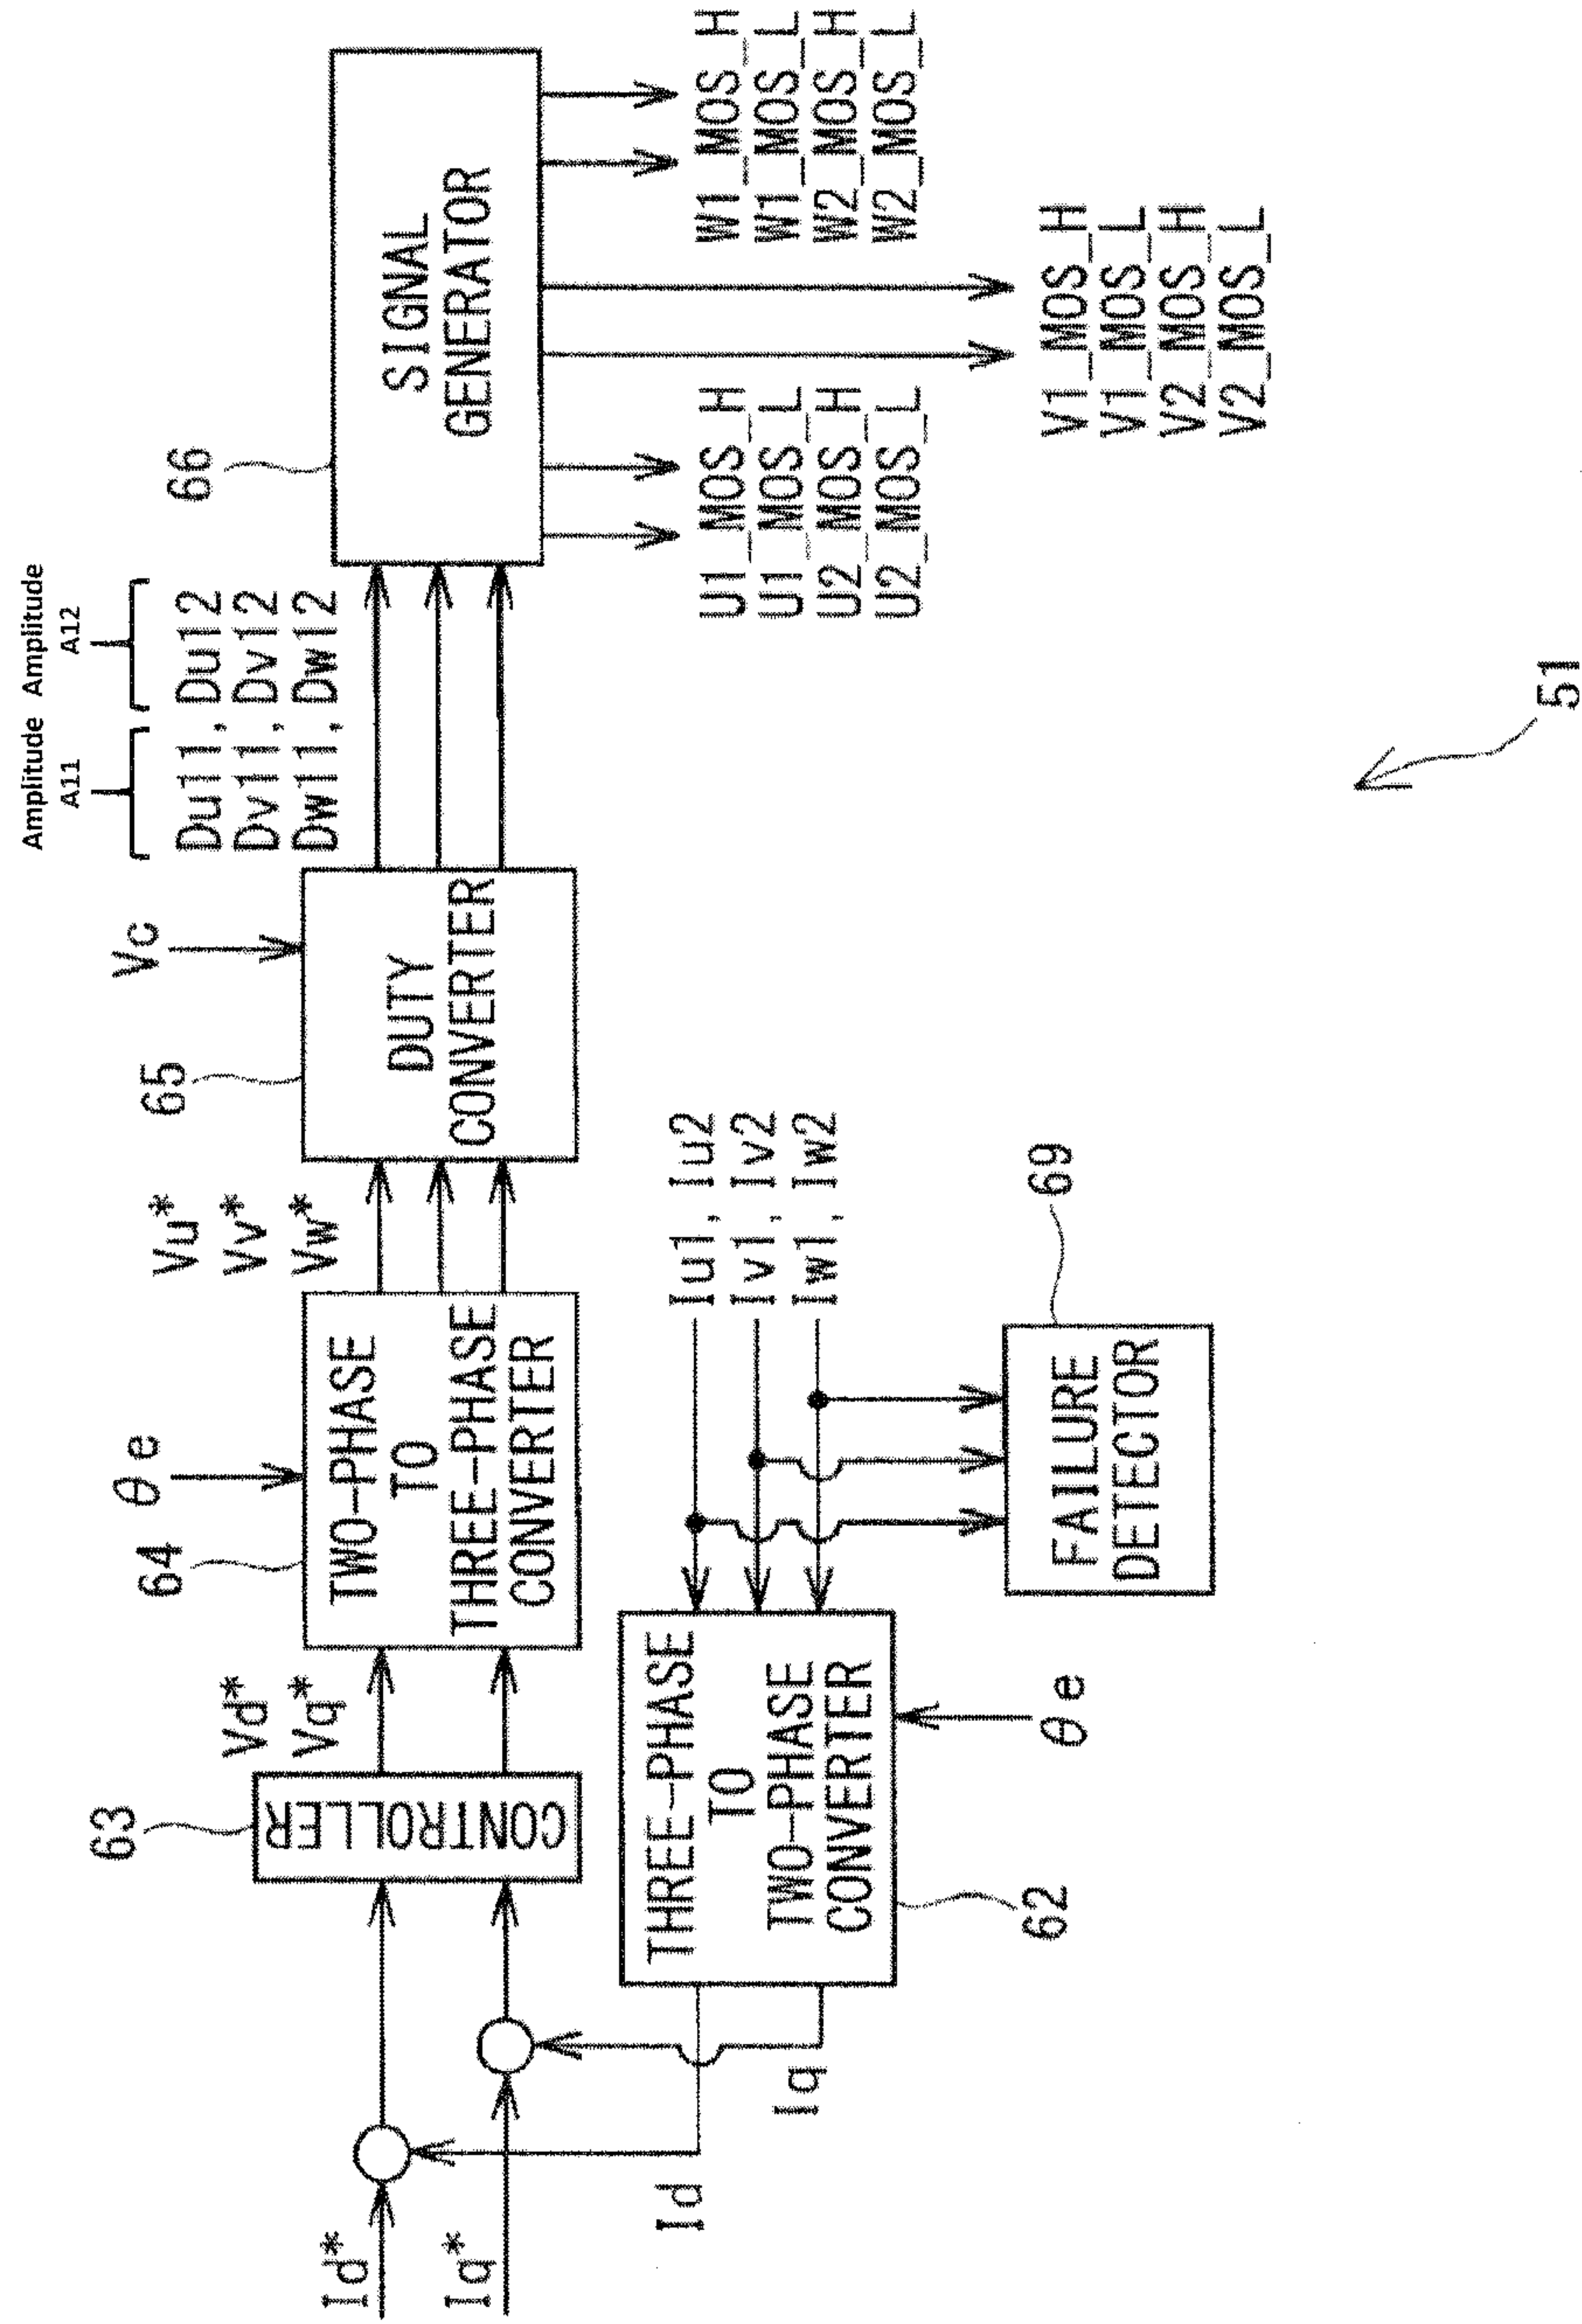 Id*
Iq*
Id
Iq
63
CONTROLLER
Vd*
Vq*
64
θe
TWO-PHASE
TO
THREE-PHASE
CONVERTER
Vu*
Vv*
Vw*
65
Vc
DUTY
CONVERTER
Amplitude
A11
Amplitude
A12
Du11, Du12
Dv11, Dv12
Dw11, Dw12
66
SIGNAL
GENERATOR
U1_MOS_H
U1_MOS_L
U2_MOS_H
U2_MOS_L
V1_MOS_H
V1_MOS_L
V2_MOS_H
V2_MOS_L
W1_MOS_H
W1_MOS_L
W2_MOS_H
W2_MOS_L
THREE-PHASE
TO
TWO-PHASE
CONVERTER
62
θe
Iu1, Iu2
Iv1, Iv2
Iw1, Iw2
69
FAILURE
DETECTOR
51